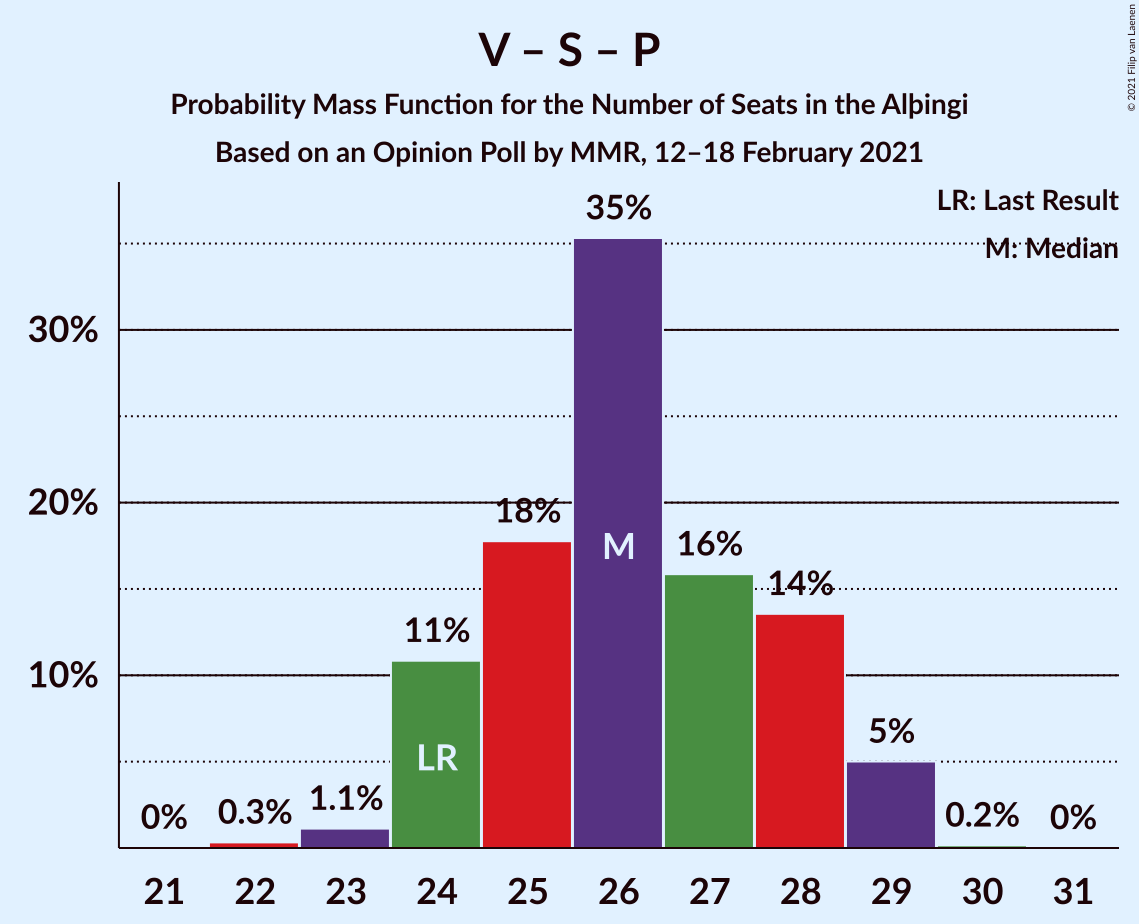 V – S – P
Probability Mass Function for the Number of Seats in the Alþingi
Based on an Opinion Poll by MMR, 12–18 February 2021
© 2021 Filip van Laenen
LR: Last Result
M: Median
35%
30%
20%
18%
M
16%
14%
11%
10%
LR
5%
1.1%
0.3%
0%
0.2%
0%
21 22 23 24 25 26 27 28 29 30 31